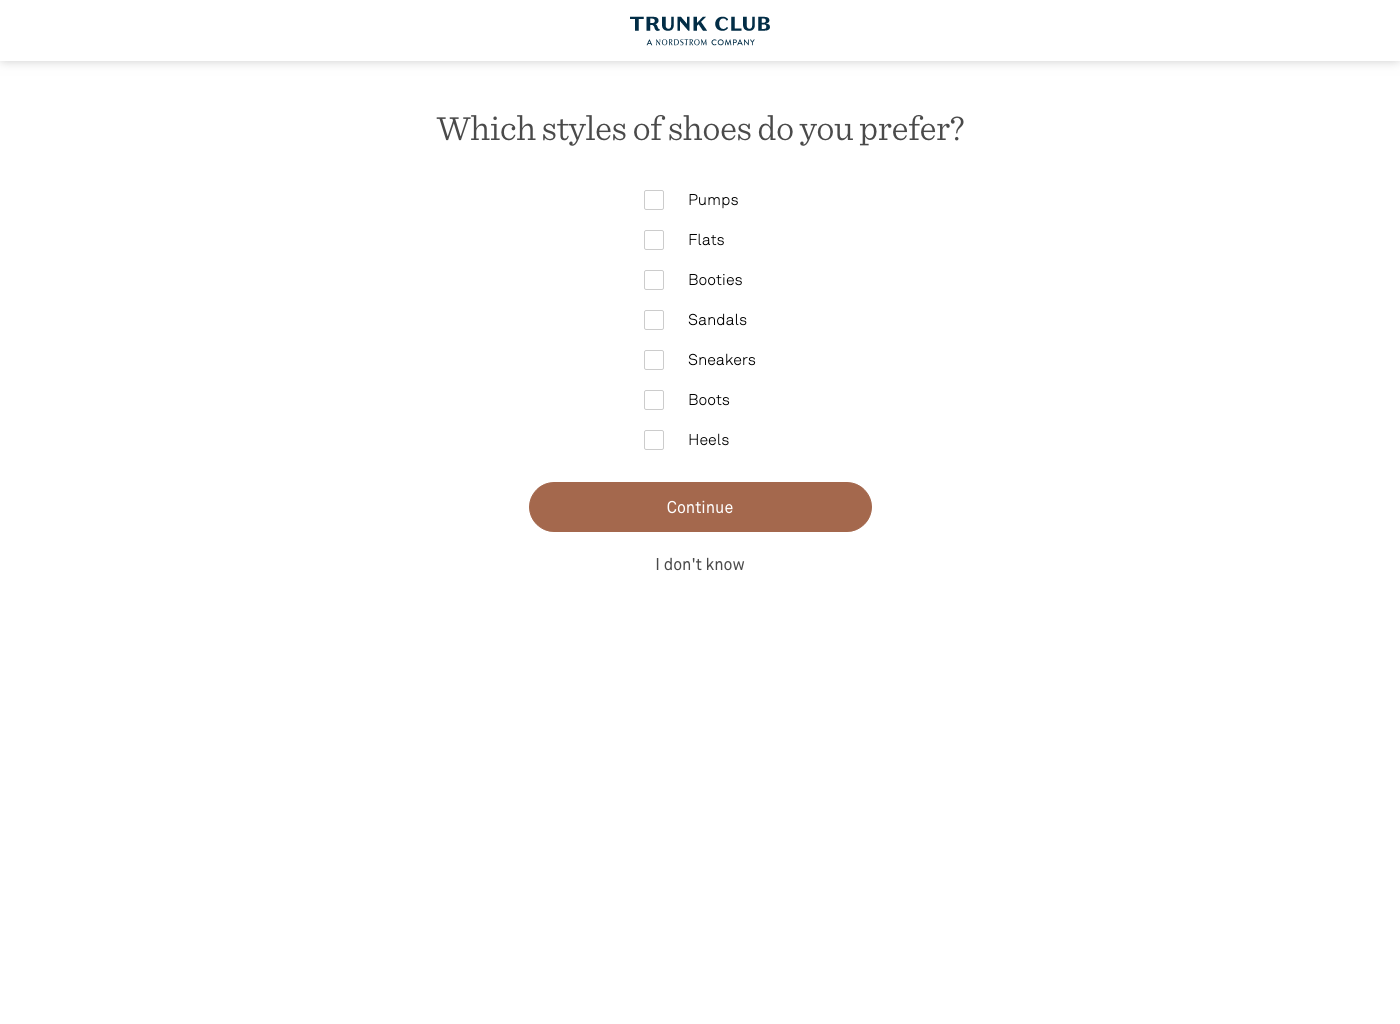 TRUNK CLUB
A NORDSTROM COMPANY
Which styles of shoes do you prefer?
Pumps
Flats
Booties
Sandals
Sneakers
Boots
Heels
Continue
I don't know